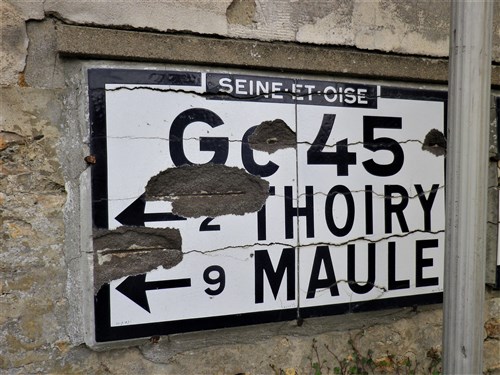 SEINE-ET-OISE
Gc 45
← 2 THOIRY
← 9 MAULE